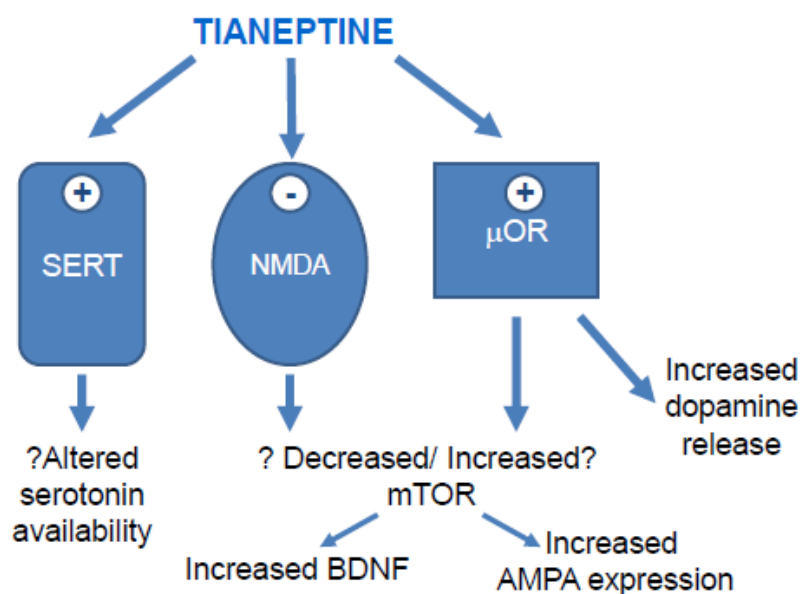 TIANEPTINE
+
SERT
-
NMDA
+
μOR
Increased
dopamine
release
?Altered
serotonin
availability
? Decreased/ Increased?
mTOR
Increased BDNF
Increased
AMPA expression